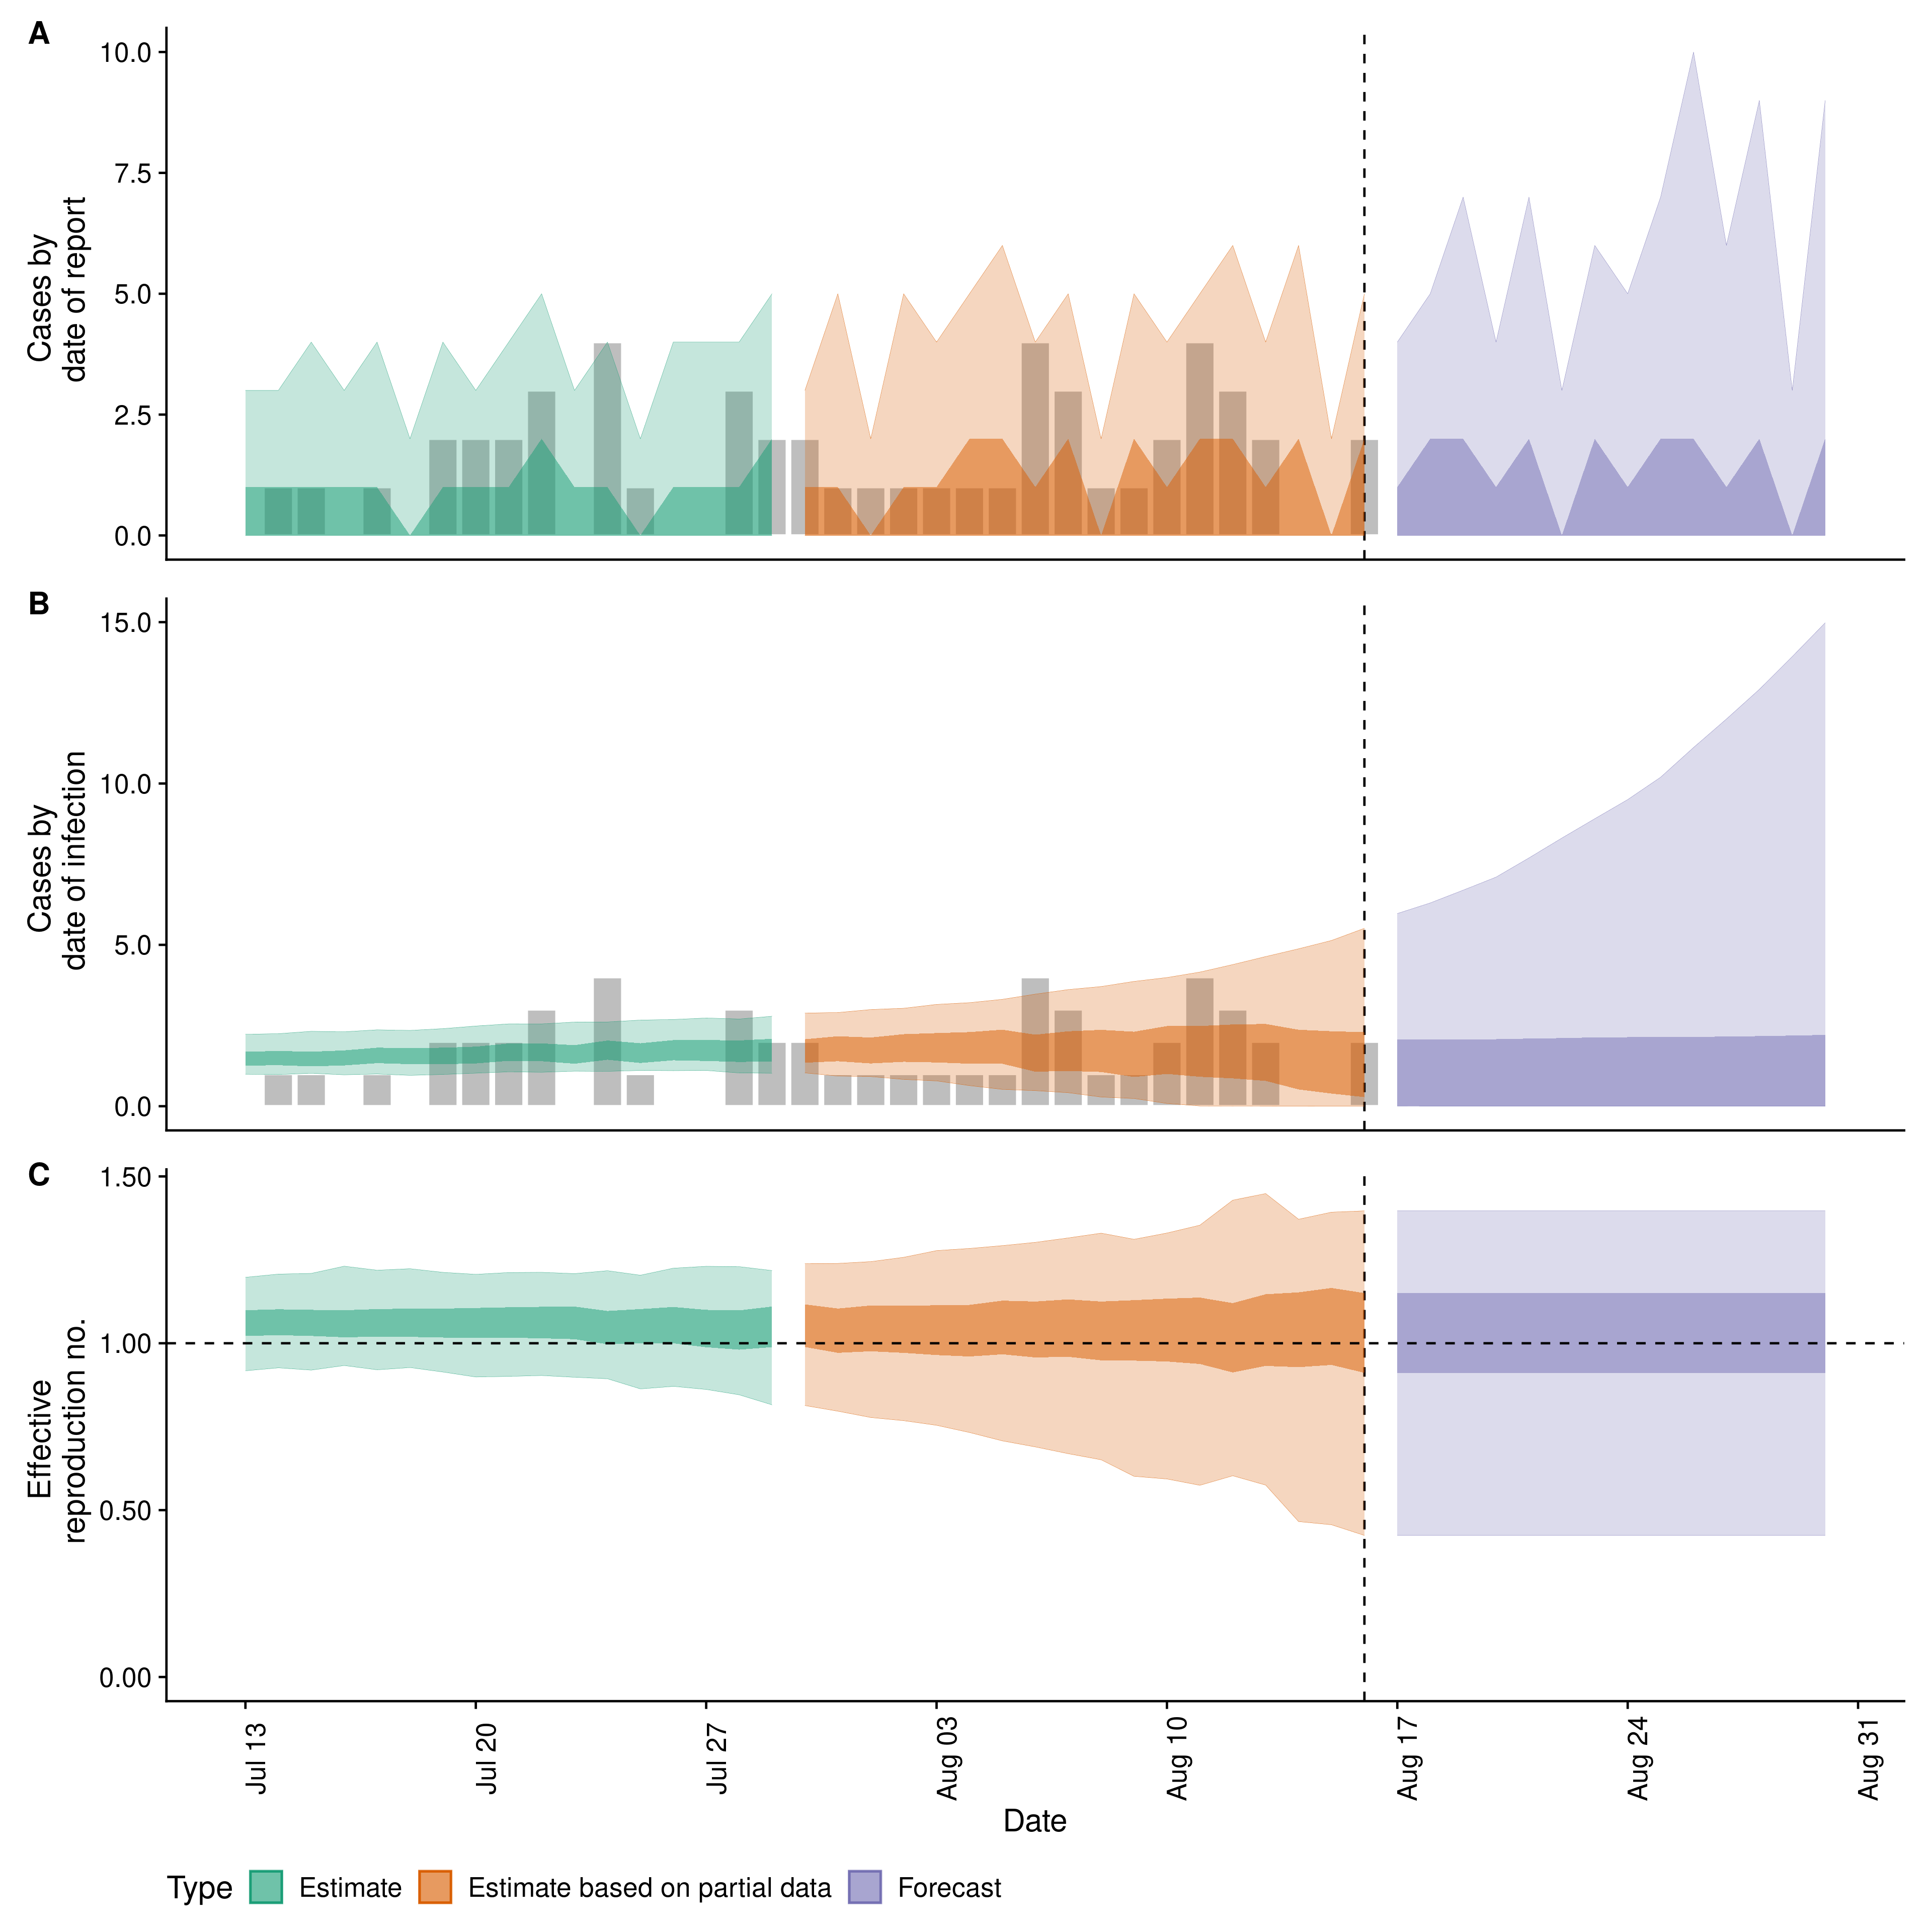 A
10.0
7.5
5.0
2.5
0.0
Cases by
date of report
B
15.0
10.0
5.0
0.0
Cases by
date of infection
C
1.50
1.00
0.50
0.00
Effective
reproduction no.
Jul 13
Jul 20
Jul 27
Aug 03
Aug 10
Aug 17
Aug 24
Aug 31
Date
Type Estimate Estimate based on partial data Forecast